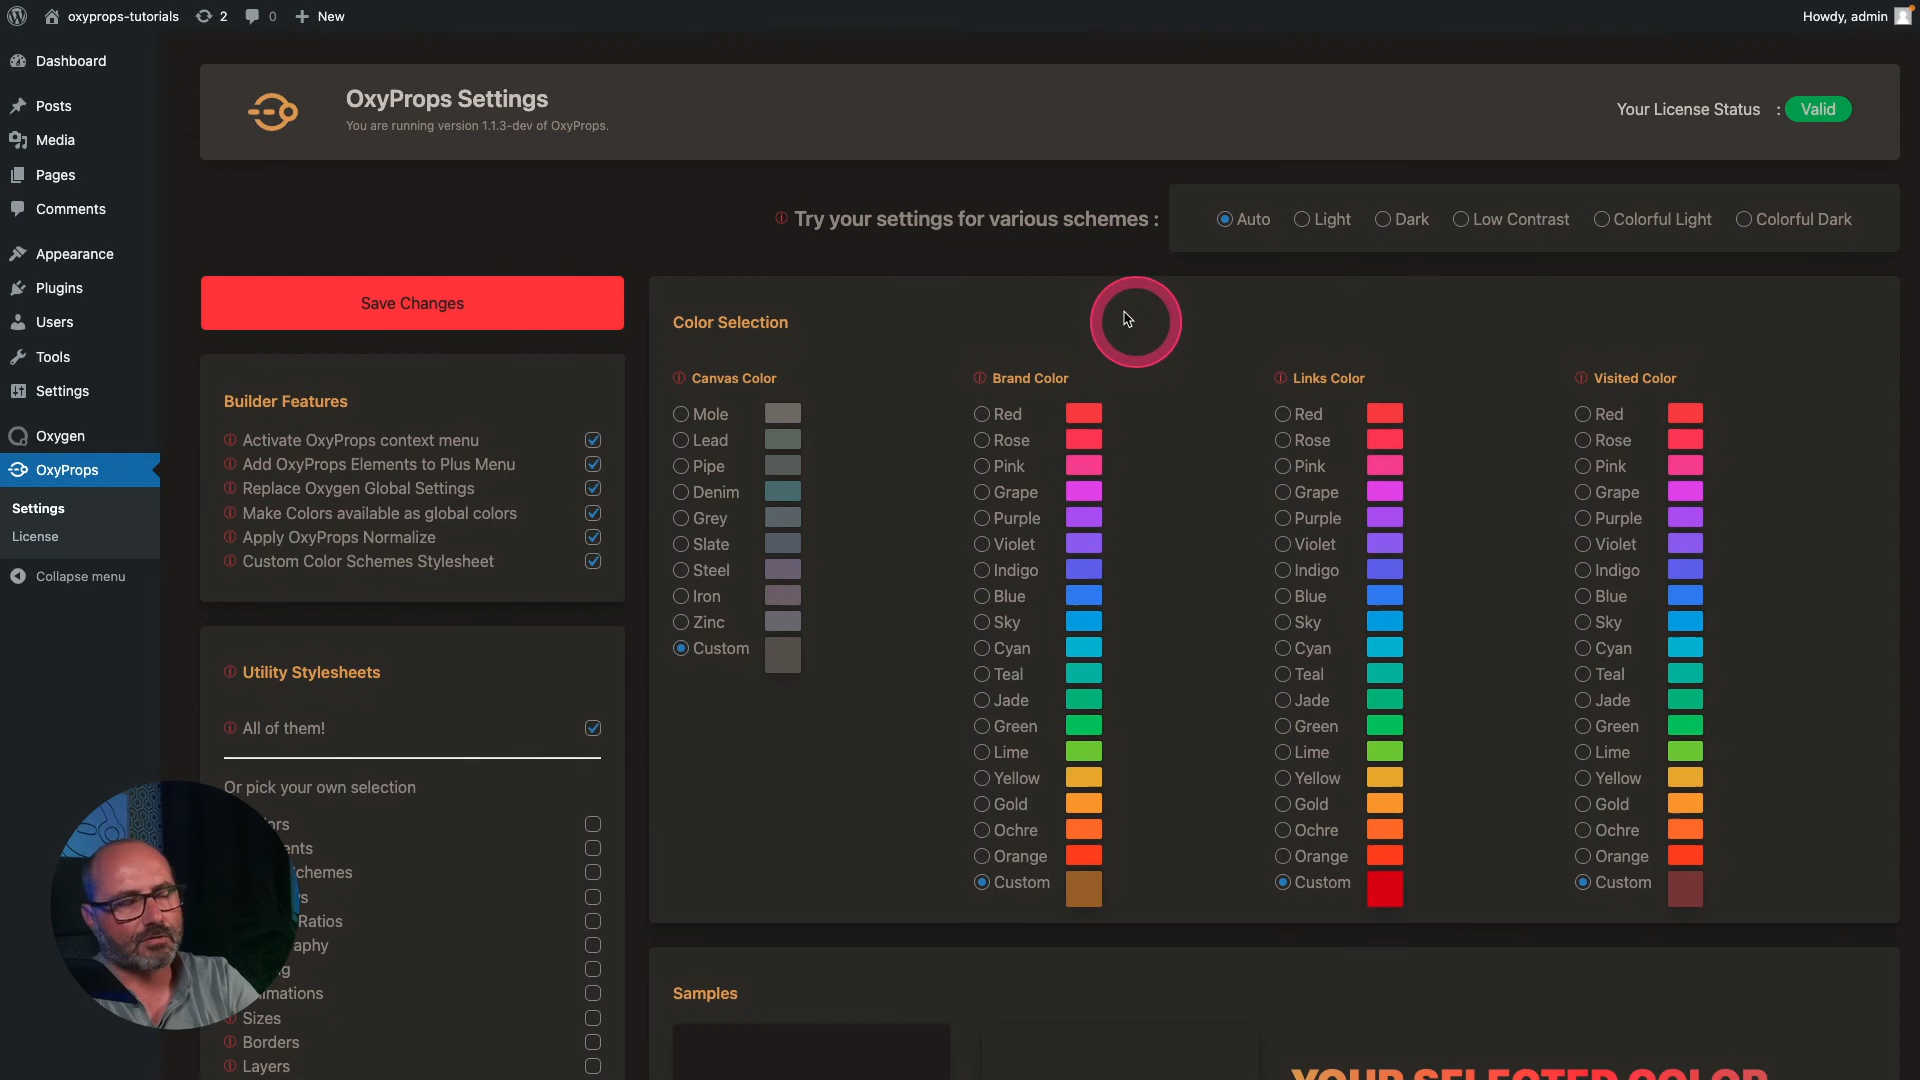 oxyprops-tutorials
2
0
New
Howdy, admin
Dashboard
Posts
Media
Pages
Comments
Appearance
Plugins
Users
Tools
Settings
Oxygen
OxyProps
Settings
License
Collapse menu
OxyProps Settings
You are running version 1.1.3-dev of OxyProps.
Your License Status : Valid
Try your settings for various schemes :
Auto
Light
Dark
Low Contrast
Colorful Light
Colorful Dark
Save Changes
Builder Features
Activate OxyProps context menu
Add OxyProps Elements to Plus Menu
Replace Oxygen Global Settings
Make Colors available as global colors
Apply OxyProps Normalize
Custom Color Schemes Stylesheet
Utility Stylesheets
All of them!
Or pick your own selection
Ratios
Sizes
Borders
Layers
Color Selection
Canvas Color
Mole
Lead
Pipe
Denim
Grey
Slate
Steel
Iron
Zinc
Custom
Brand Color
Red
Rose
Pink
Grape
Purple
Violet
Indigo
Blue
Sky
Cyan
Teal
Jade
Green
Lime
Yellow
Gold
Ochre
Orange
Custom
Links Color
Red
Rose
Pink
Grape
Purple
Violet
Indigo
Blue
Sky
Cyan
Teal
Jade
Green
Lime
Yellow
Gold
Ochre
Orange
Custom
Visited Color
Red
Rose
Pink
Grape
Purple
Violet
Indigo
Blue
Sky
Cyan
Teal
Jade
Green
Lime
Yellow
Gold
Ochre
Orange
Custom
Samples
YOUR SELECTED COLOR